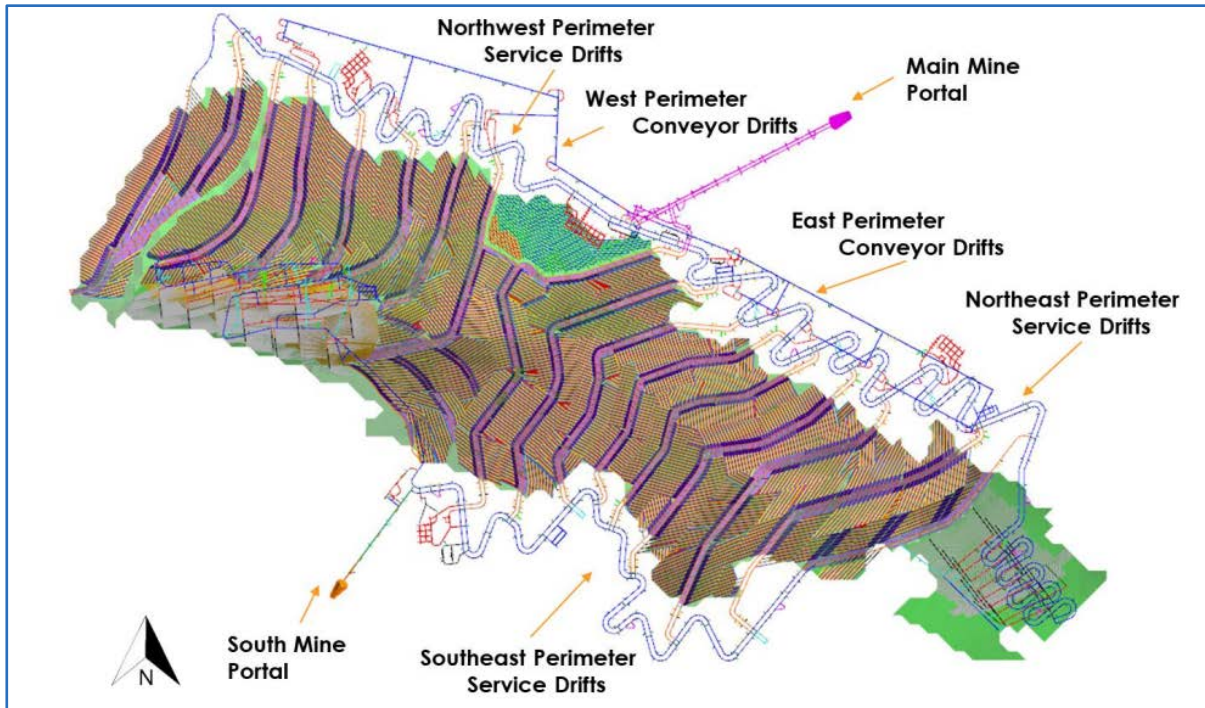 Northwest Perimeter
Service Drifts
Main Mine
Portal
West Perimeter
Conveyor Drifts
East Perimeter
Conveyor Drifts
Northeast Perimeter
Service Drifts
South Mine
Portal
Southeast Perimeter
Service Drifts
N